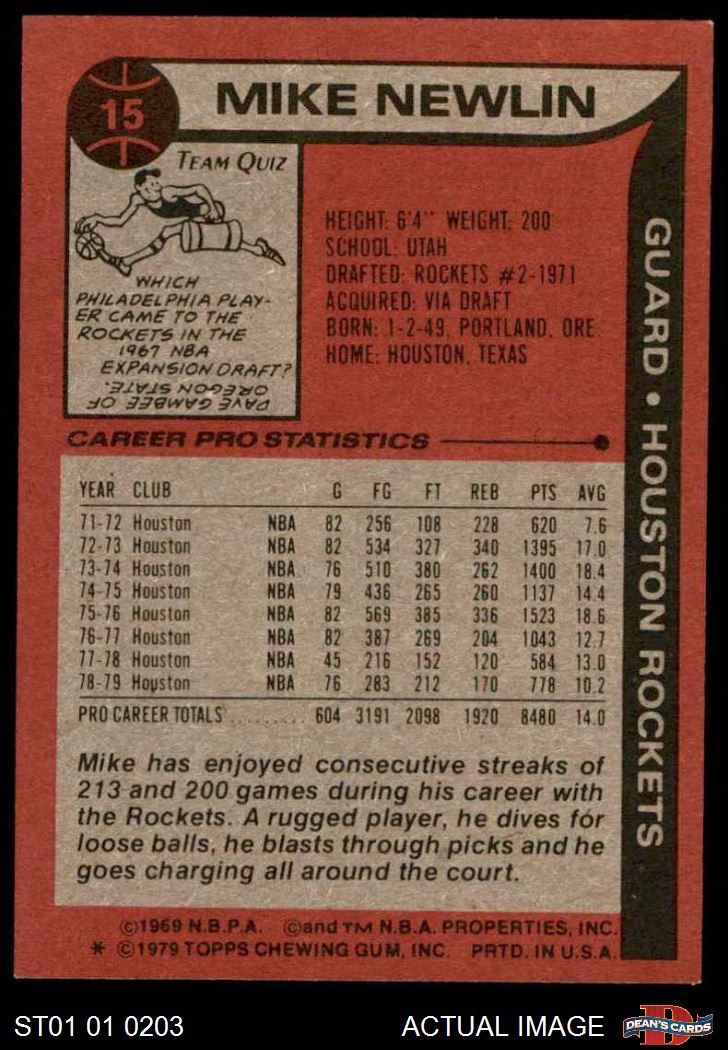 15
MIKE NEWLIN
TEAM QUIZ
WHICH
PHILADELPHIA PLAY-
ER CAME TO THE
ROCKETS IN THE
1967 NBA
EXPANSION DRAFT?
DAVE GAMBEE OF
OREGON STATE.
HEIGHT: 6'4" WEIGHT: 200
SCHOOL: UTAH
DRAFTED: ROCKETS #2-1971
ACQUIRED: VIA DRAFT
BORN: 1-2-49, PORTLAND, ORE.
HOME: HOUSTON, TEXAS
GUARD • HOUSTON ROCKETS
CAREER PRO STATISTICS
YEAR CLUB G FG FT REB PTS AVG
71-72 Houston NBA 82 256 108 228 620 7.6
72-73 Houston NBA 82 534 327 340 1395 17.0
73-74 Houston NBA 76 510 380 262 1400 18.4
74-75 Houston NBA 79 436 265 260 1137 14.4
75-76 Houston NBA 82 569 385 336 1523 18.6
76-77 Houston NBA 82 387 269 204 1043 12.7
77-78 Houston NBA 45 216 152 120 584 13.0
78-79 Houston NBA 76 283 212 170 778 10.2
PRO CAREER TOTALS ......... 604 3191 2098 1920 8480 14.0
Mike has enjoyed consecutive streaks of
213 and 200 games during his career with
the Rockets. A rugged player, he dives for
loose balls, he blasts through picks and he
goes charging all around the court.
©1969 N.B.P.A. ©and TM N.B.A. PROPERTIES, INC.
* ©1979 TOPPS CHEWING GUM, INC. PRTD. IN U.S.A.
ST01 01 0203 ACTUAL IMAGE
D
DEAN'S CARDS